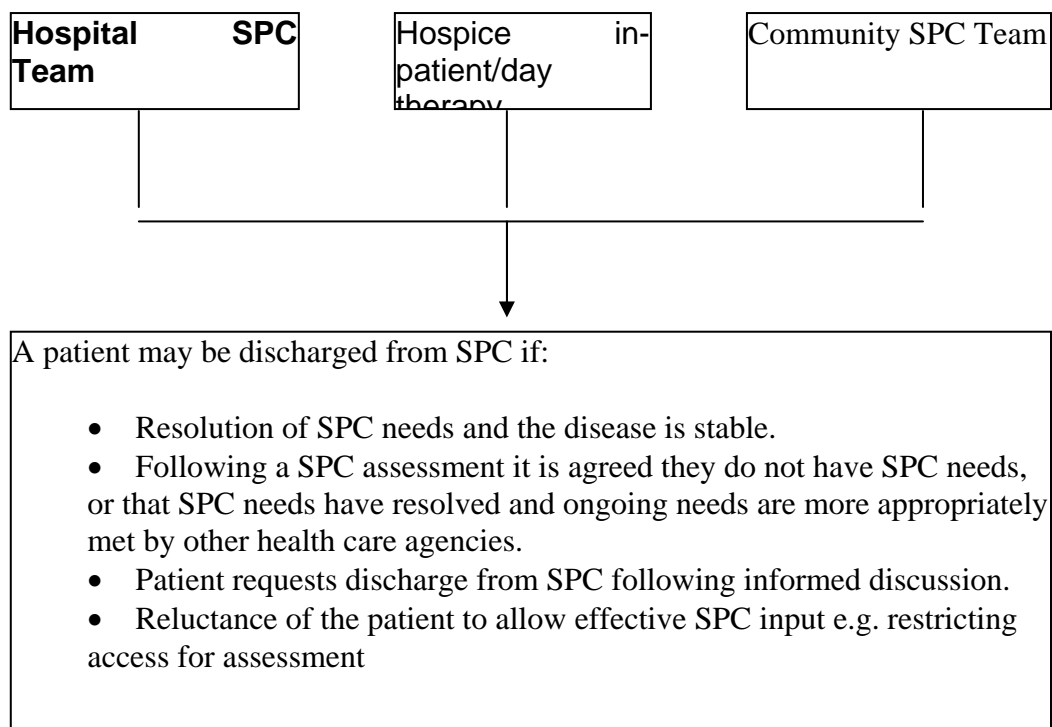 Hospital SPC
Team
Hospice in-
patient/day
therapy
Community SPC Team
A patient may be discharged from SPC if:
• Resolution of SPC needs and the disease is stable.
• Following a SPC assessment it is agreed they do not have SPC needs,
or that SPC needs have resolved and ongoing needs are more appropriately
met by other health care agencies.
• Patient requests discharge from SPC following informed discussion.
• Reluctance of the patient to allow effective SPC input e.g. restricting
access for assessment